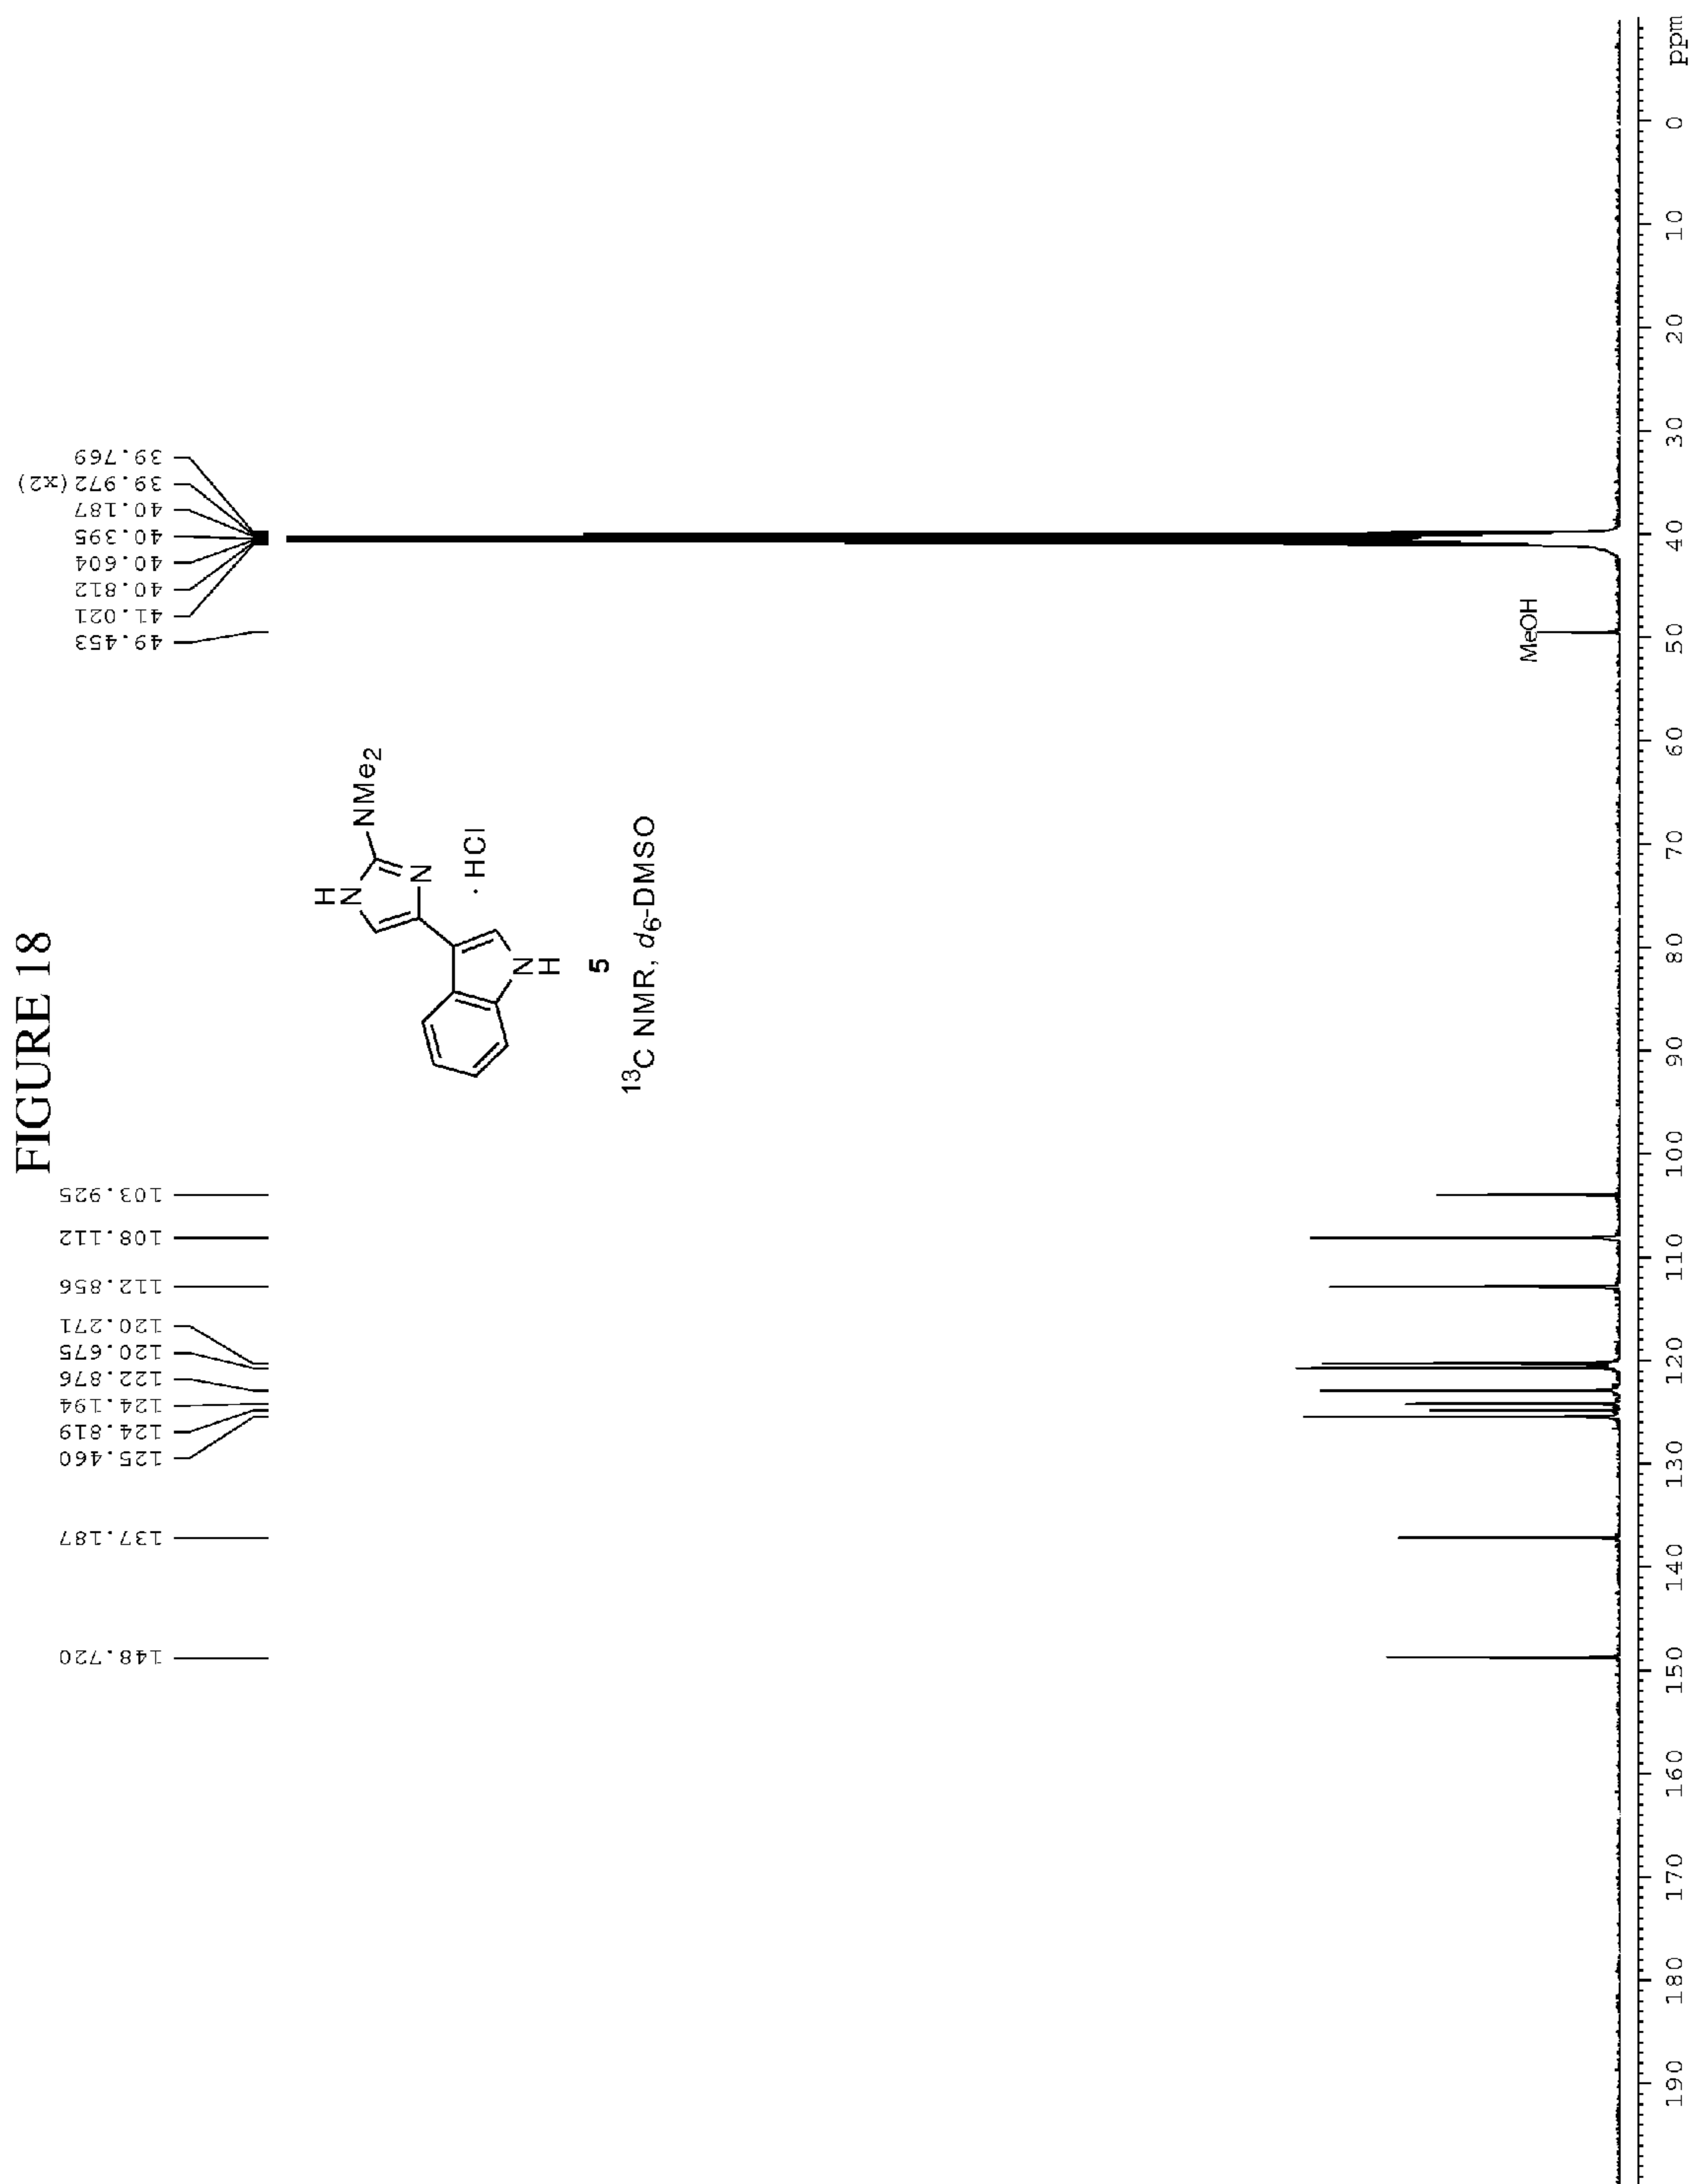 FIGURE 18
148.720
137.187
125.460
124.819
124.194
122.876
120.675
120.271
112.856
108.112
103.925
49.453
41.021
40.812
40.604
40.395
40.187
39.972 (x2)
39.769
H
N
NMe2
N
· HCl
N
H
5
13C NMR, d6-DMSO
MeOH
190 180 170 160 150 140 130 120 110 100 90 80 70 60 50 40 30 20 10 0 ppm